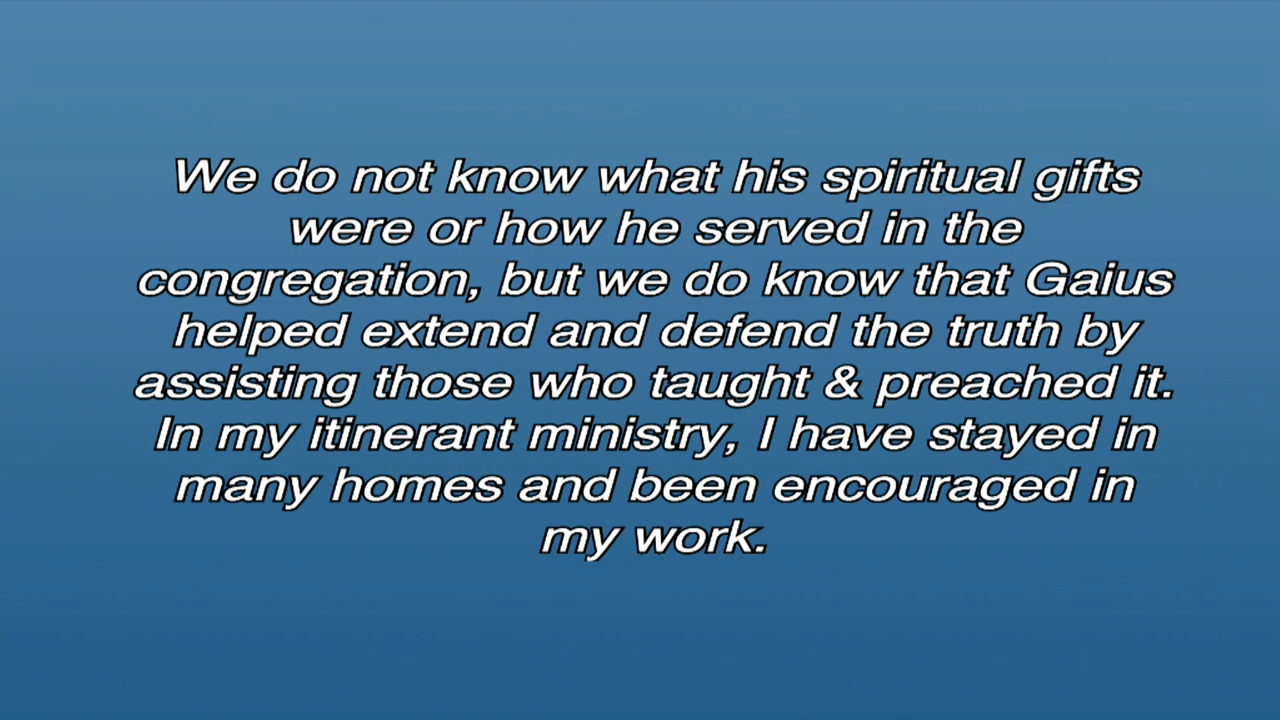 We do not know what his spiritual gifts
were or how he served in the
congregation, but we do know that Gaius
helped extend and defend the truth by
assisting those who taught & preached it.
In my itinerant ministry, I have stayed in
many homes and been encouraged in
my work.